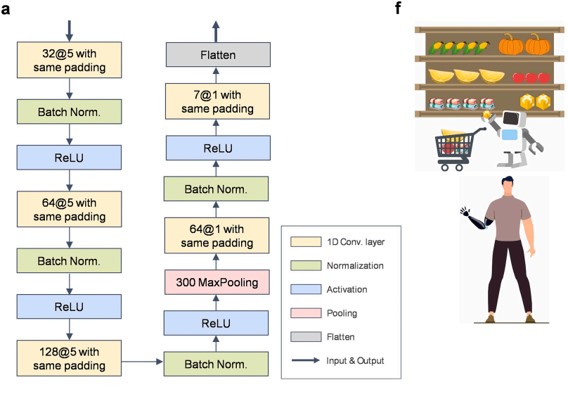 a
32@5 with
same padding
Batch Norm.
ReLU
64@5 with
same padding
Batch Norm.
ReLU
128@5 with
same padding
Flatten
7@1 with
same padding
ReLU
Batch Norm.
64@1 with
same padding
300 MaxPooling
ReLU
Batch Norm.
1D Conv. layer
Normalization
Activation
Pooling
Flatten
Input & Output
f